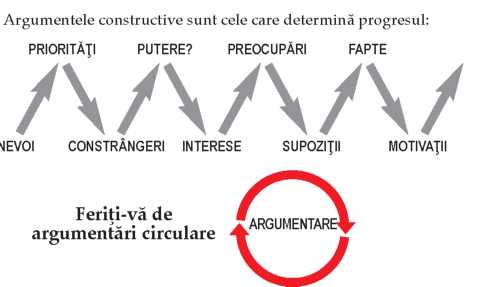 Argumentele constructive sunt cele care determină progresul:
PRIORITĂŢI PUTERE? PREOCUPĂRI FAPTE
NEVOI CONSTRÂNGERI INTERESE SUPOZIŢII MOTIVAŢII
Feriţi-vă de
argumentări circulare
ARGUMENTARE